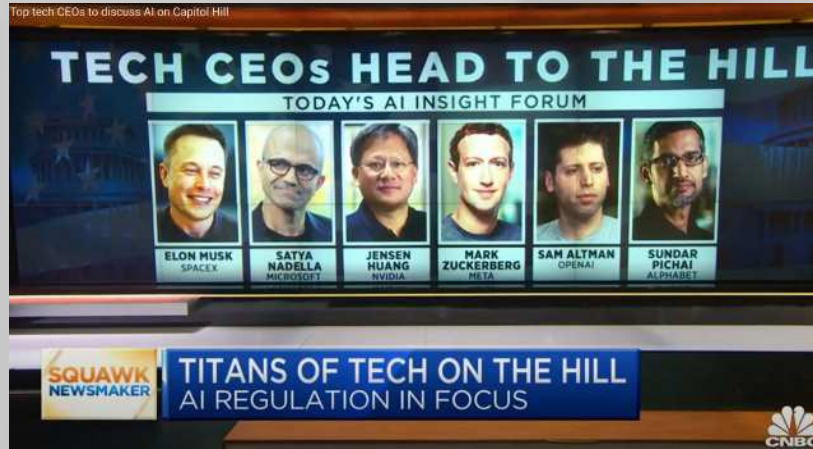 Top tech CEOs to discuss AI on Capitol Hill
TECH CEOs HEAD TO THE HILL
TODAY'S AI INSIGHT FORUM
ELON MUSK
SPACEX
SATYA
NADELLA
MICROSOFT
JENSEN
HUANG
NVIDIA
MARK
ZUCKERBERG
META
SAM ALTMAN
OPENAI
SUNDAR
PICHAI
ALPHABET
SQUAWK
NEWSMAKER
TITANS OF TECH ON THE HILL
AI REGULATION IN FOCUS
CNBC